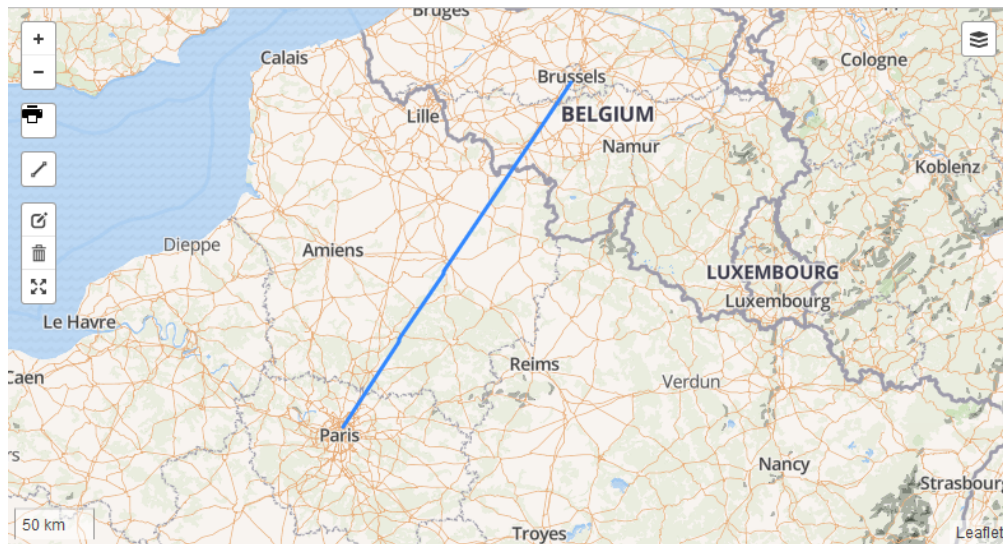 Bruges
Calais
Brussels
Cologne
+
−
Lille
BELGIUM
Namur
Koblenz
Dieppe
Amiens
LUXEMBOURG
Luxembourg
Le Havre
Reims
Caen
Verdun
Paris
rs
Nancy
Strasbourg
50 km
Troyes
Leaflet